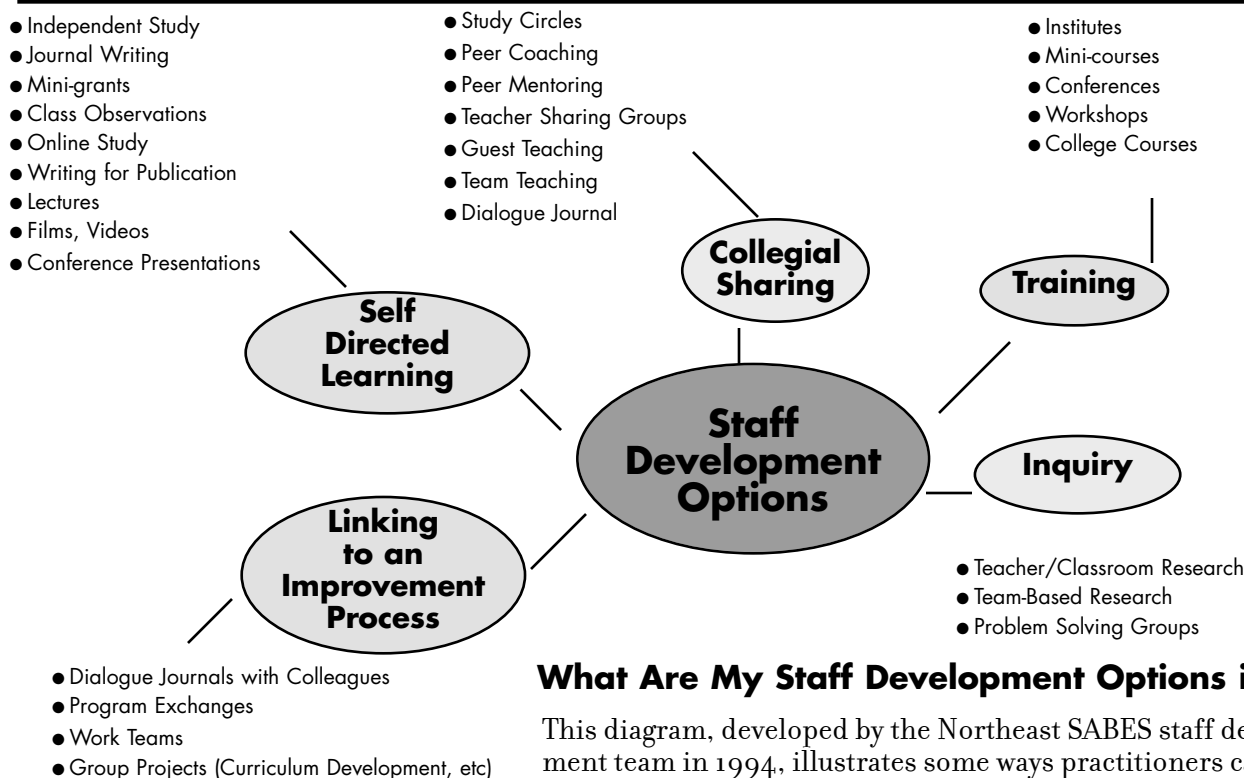 ● Independent Study
● Journal Writing
● Mini-grants
● Class Observations
● Online Study
● Writing for Publication
● Lectures
● Films, Videos
● Conference Presentations
● Study Circles
● Peer Coaching
● Peer Mentoring
● Teacher Sharing Groups
● Guest Teaching
● Team Teaching
● Dialogue Journal
● Institutes
● Mini-courses
● Conferences
● Workshops
● College Courses
Collegial
Sharing
Training
Self
Directed
Learning
Staff
Development
Options
Inquiry
Linking
to an
Improvement
Process
● Teacher/Classroom Research
● Team-Based Research
● Problem Solving Groups
● Dialogue Journals with Colleagues
● Program Exchanges
● Work Teams
● Group Projects (Curriculum Development, etc)
What Are My Staff Development Options i
This diagram, developed by the Northeast SABES staff de
ment team in 1994, illustrates some ways practitioners c